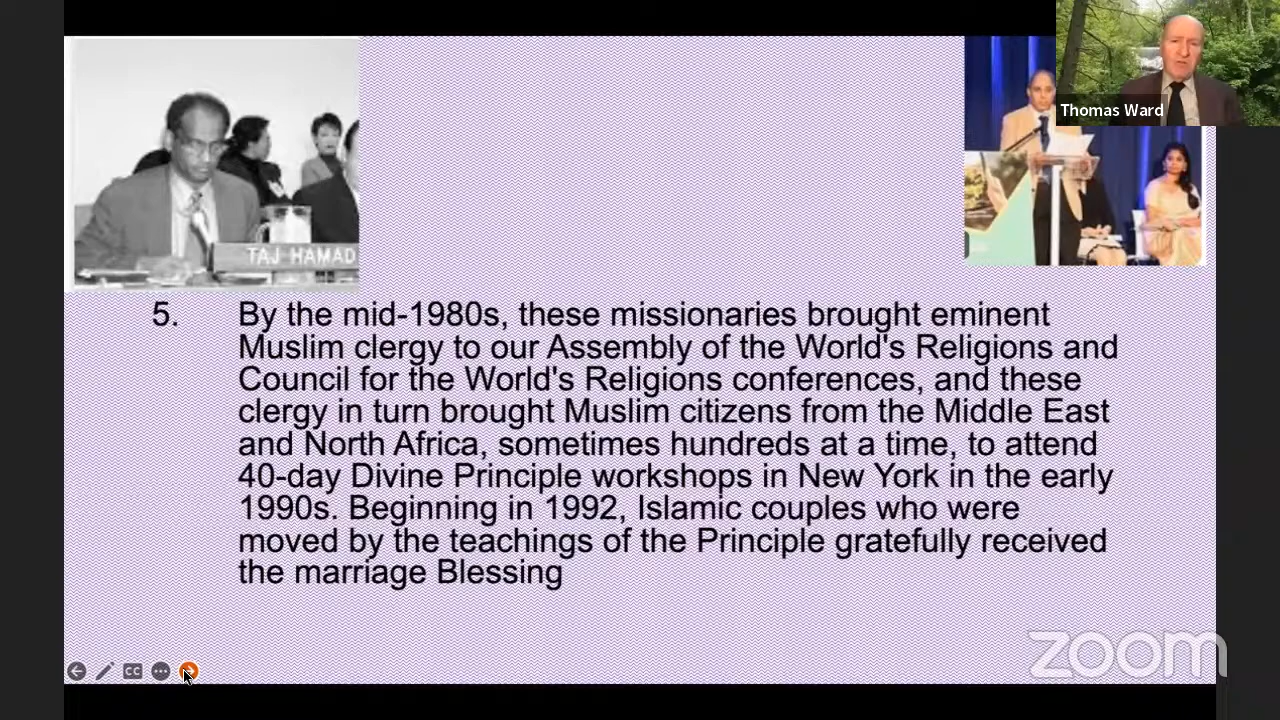 Thomas Ward
TAJ HAMAD
5. By the mid-1980s, these missionaries brought eminent
Muslim clergy to our Assembly of the World's Religions and
Council for the World's Religions conferences, and these
clergy in turn brought Muslim citizens from the Middle East
and North Africa, sometimes hundreds at a time, to attend
40-day Divine Principle workshops in New York in the early
1990s. Beginning in 1992, Islamic couples who were
moved by the teachings of the Principle gratefully received
the marriage Blessing
CC
zoom